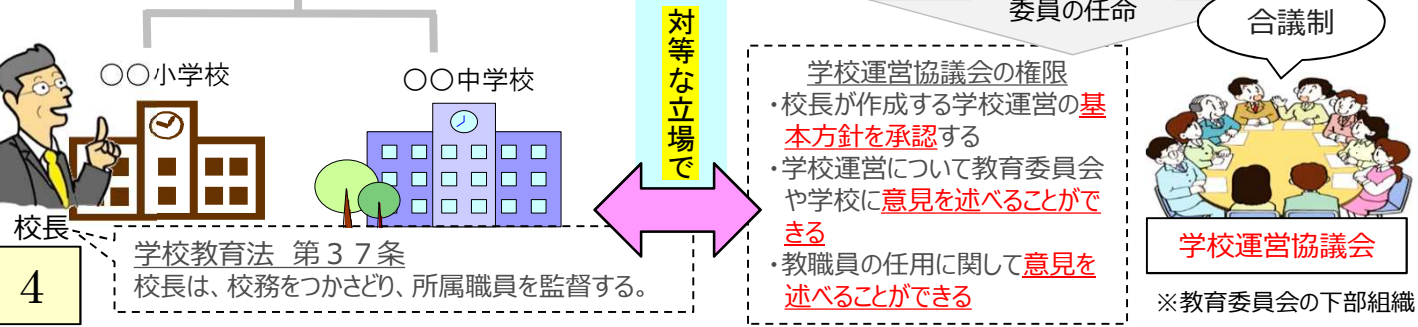 委員の任命
合議制
対等な立場で
〇〇小学校
〇〇中学校
学校運営協議会の権限
・校長が作成する学校運営の基
本方針を承認する
・学校運営について教育委員会
や学校に意見を述べることがで
きる
・教職員の任用に関して意見を
述べることができる
校長
学校教育法　第３７条
校長は、校務をつかさどり、所属職員を監督する。
学校運営協議会
※教育委員会の下部組織
4